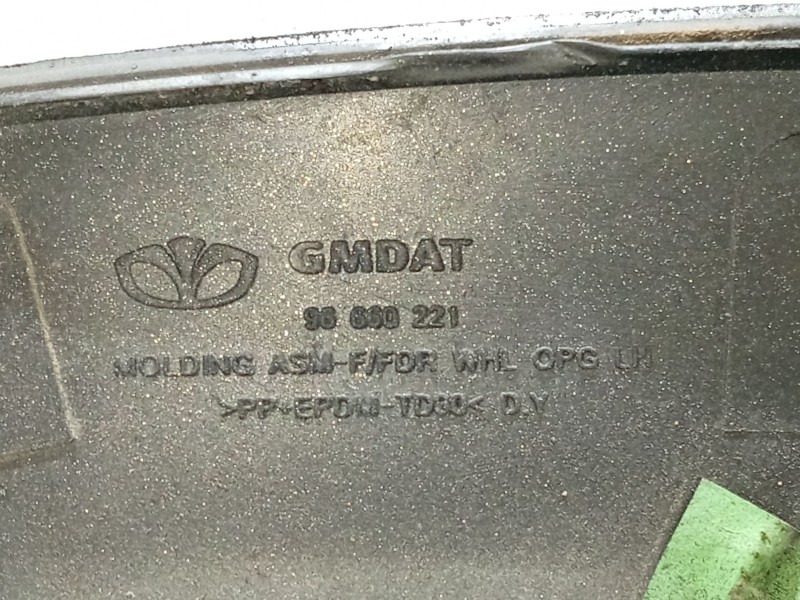 GMDAT
96 660 221
MOLDING ASM-F/FDR WHL OPG LH
>PP+EPDM-TD30< D.Y